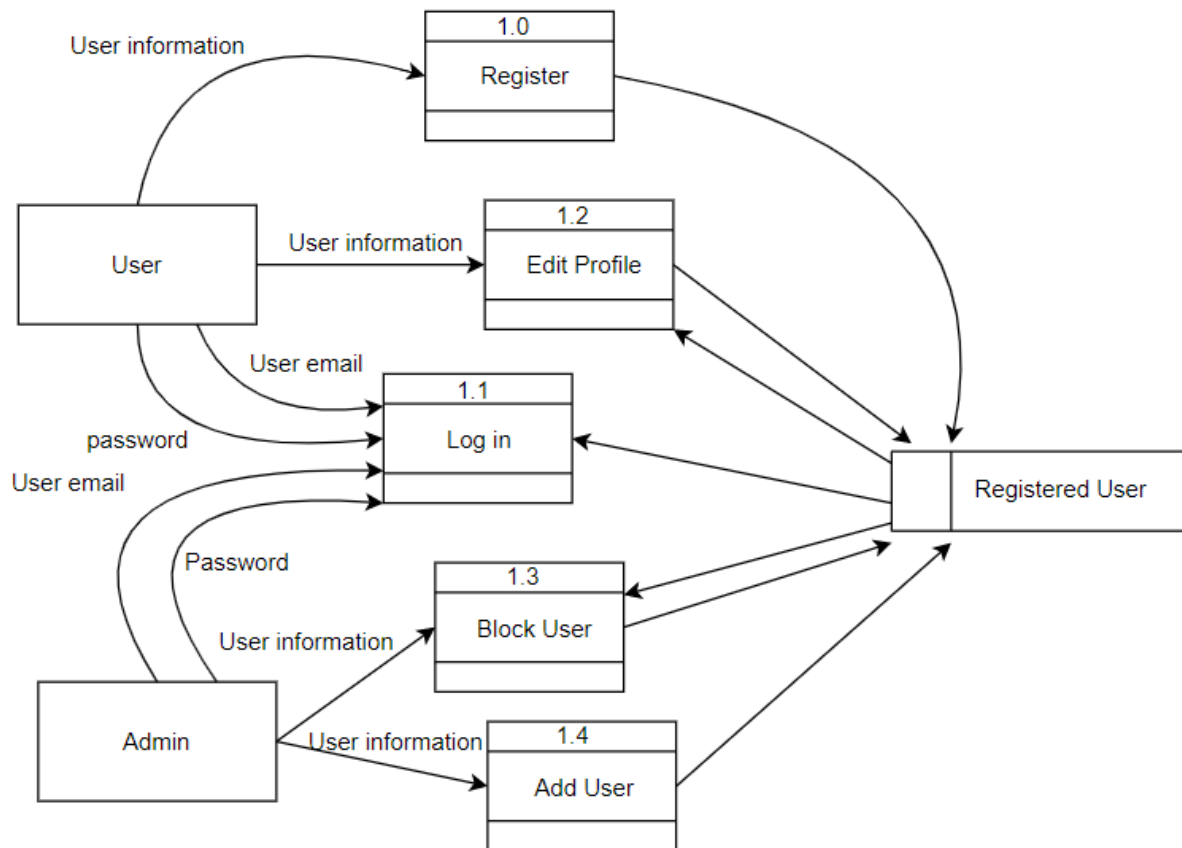 1.0
User information
Register
1.2
User information
User
Edit Profile
User email
1.1
password
Log in
User email
Registered User
Password
1.3
User information
Block User
Admin
User information
1.4
Add User